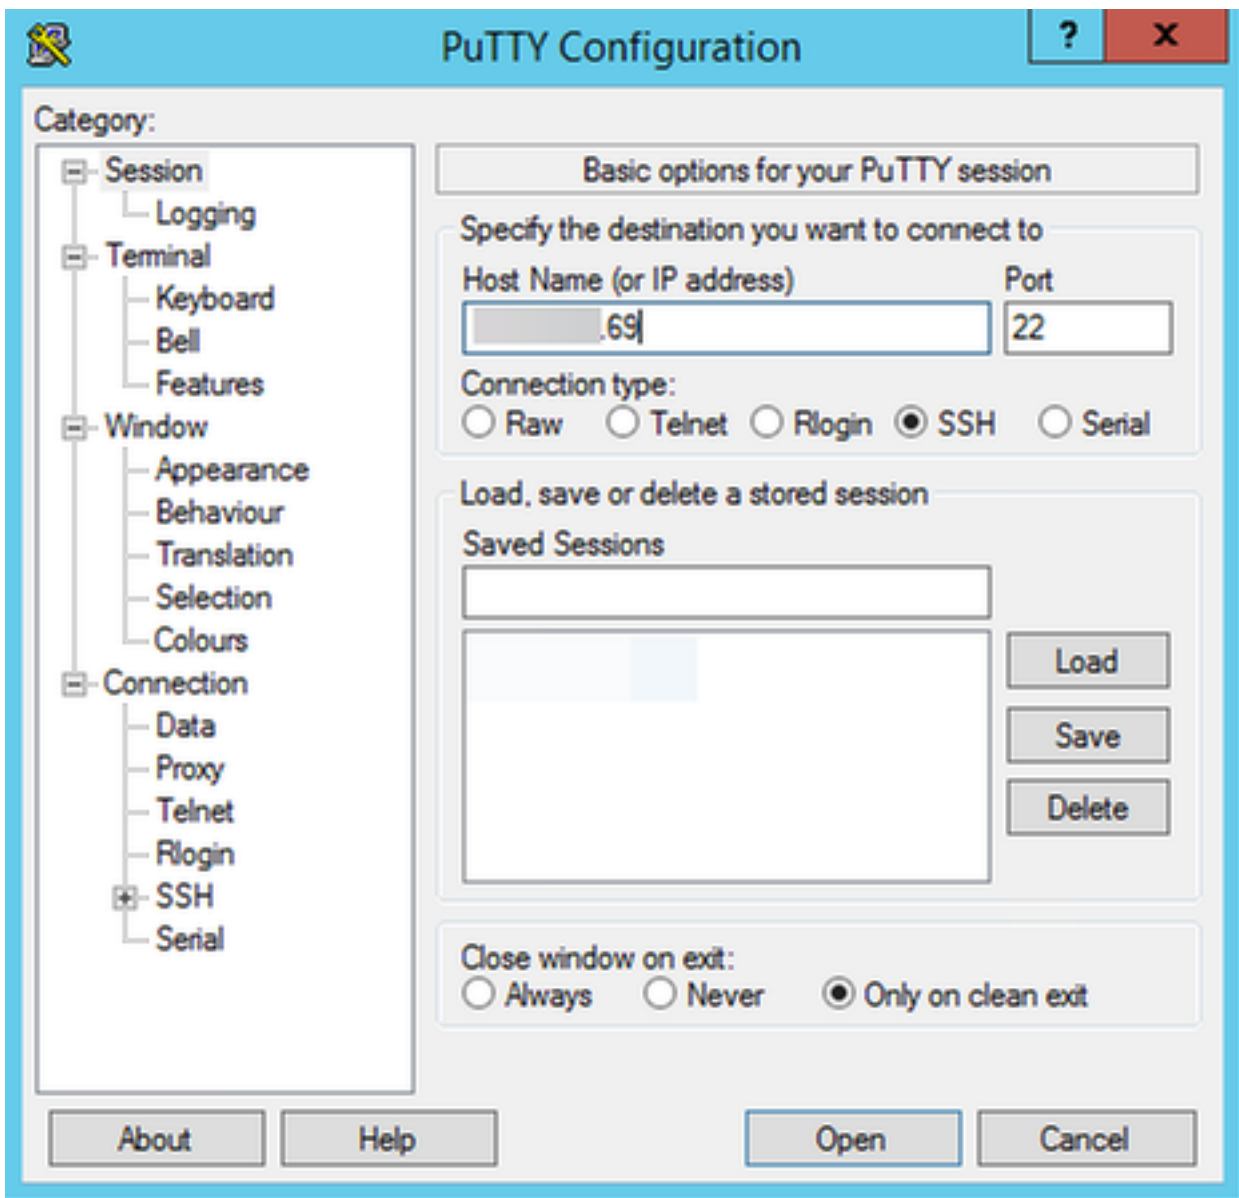 PuTTY Configuration
?
x
Category:
Session
Logging
Terminal
Keyboard
Bell
Features
Window
Appearance
Behaviour
Translation
Selection
Colours
Connection
Data
Proxy
Telnet
Rlogin
SSH
Serial
Basic options for your PuTTY session
Specify the destination you want to connect to
Host Name (or IP address) Port
.69 22
Connection type:
Raw Telnet Rlogin SSH Serial
Load, save or delete a stored session
Saved Sessions
Load
Save
Delete
Close window on exit:
Always Never Only on clean exit
About Help Open Cancel